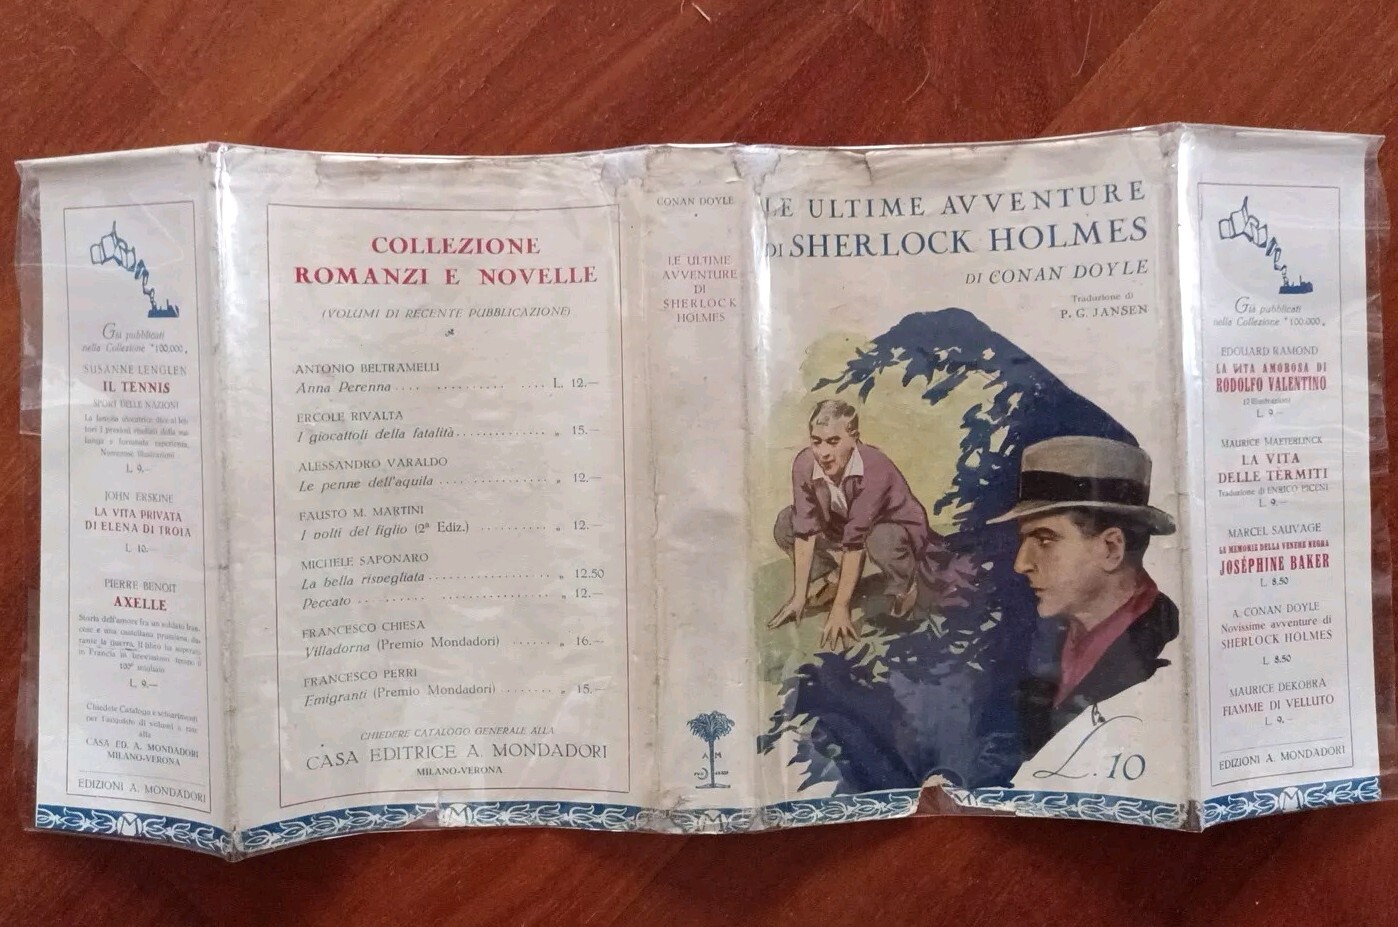 Già pubblicati
nella Collezione "100.000„
SUSANNE LENGLEN
IL TENNIS
SPORT DELLE NAZIONI
L. 9.—
JOHN ERSKINE
LA VITA PRIVATA
DI ELENA DI TROIA
L. 10.—
PIERRE BENOIT
AXELLE
100° migliaio
L. 9.—
Chiedete Catalogo e schiarimenti
alla
CASA ED. A. MONDADORI
MILANO-VERONA
EDIZIONI A. MONDADORI
COLLEZIONE
ROMANZI E NOVELLE
(VOLUMI DI RECENTE PUBBLICAZIONE)
ANTONIO BELTRAMELLI
Anna Perenna .... ........... .... L. 12.—
ERCOLE RIVALTA
I giocattoli della fatalità .............. „ 15.—
ALESSANDRO VARALDO
Le penne dell'aquila ................. „ 12.—
FAUSTO M. MARTINI
I volti del figlio (2ª Ediz.) .......... „ 12.—
MICHELE SAPONARO
La bella risvegliata .................. „ 12.50
Peccato .. ...... ................ „ 12.—
FRANCESCO CHIESA
Villadorna (Premio Mondadori) ...... „ 16.—
FRANCESCO PERRI
Emigranti (Premio Mondadori) ........ „ 15.—
CHIEDERE CATALOGO GENERALE ALLA
CASA EDITRICE A. MONDADORI
MILANO-VERONA
CONAN DOYLE
LE ULTIME
AVVENTURE
DI
SHERLOCK
HOLMES
A M
LE ULTIME AVVENTURE
DI SHERLOCK HOLMES
DI CONAN DOYLE
Traduzione di
P. G. JANSEN
L. 10
Già pubblicati
nella Collezione "100.000„
EDOUARD RAMOND
LA VITA AMOROSA DI
RODOLFO VALENTINO
L. 9.—
MAURICE MAETERLINCK
LA VITA
DELLE TÈRMITI
Traduzione di ENRICO PICENI
L. 9.—
MARCEL SAUVAGE
LE MEMORIE DELLA VENERE NEGRA
JOSÉPHINE BAKER
L. 8.50
A. CONAN DOYLE
Novissime avventure di
SHERLOCK HOLMES
L. 8.50
MAURICE DEKOBRA
FIAMME DI VELLUTO
L. 9.—
EDIZIONI A. MONDADORI
M
M
M
M